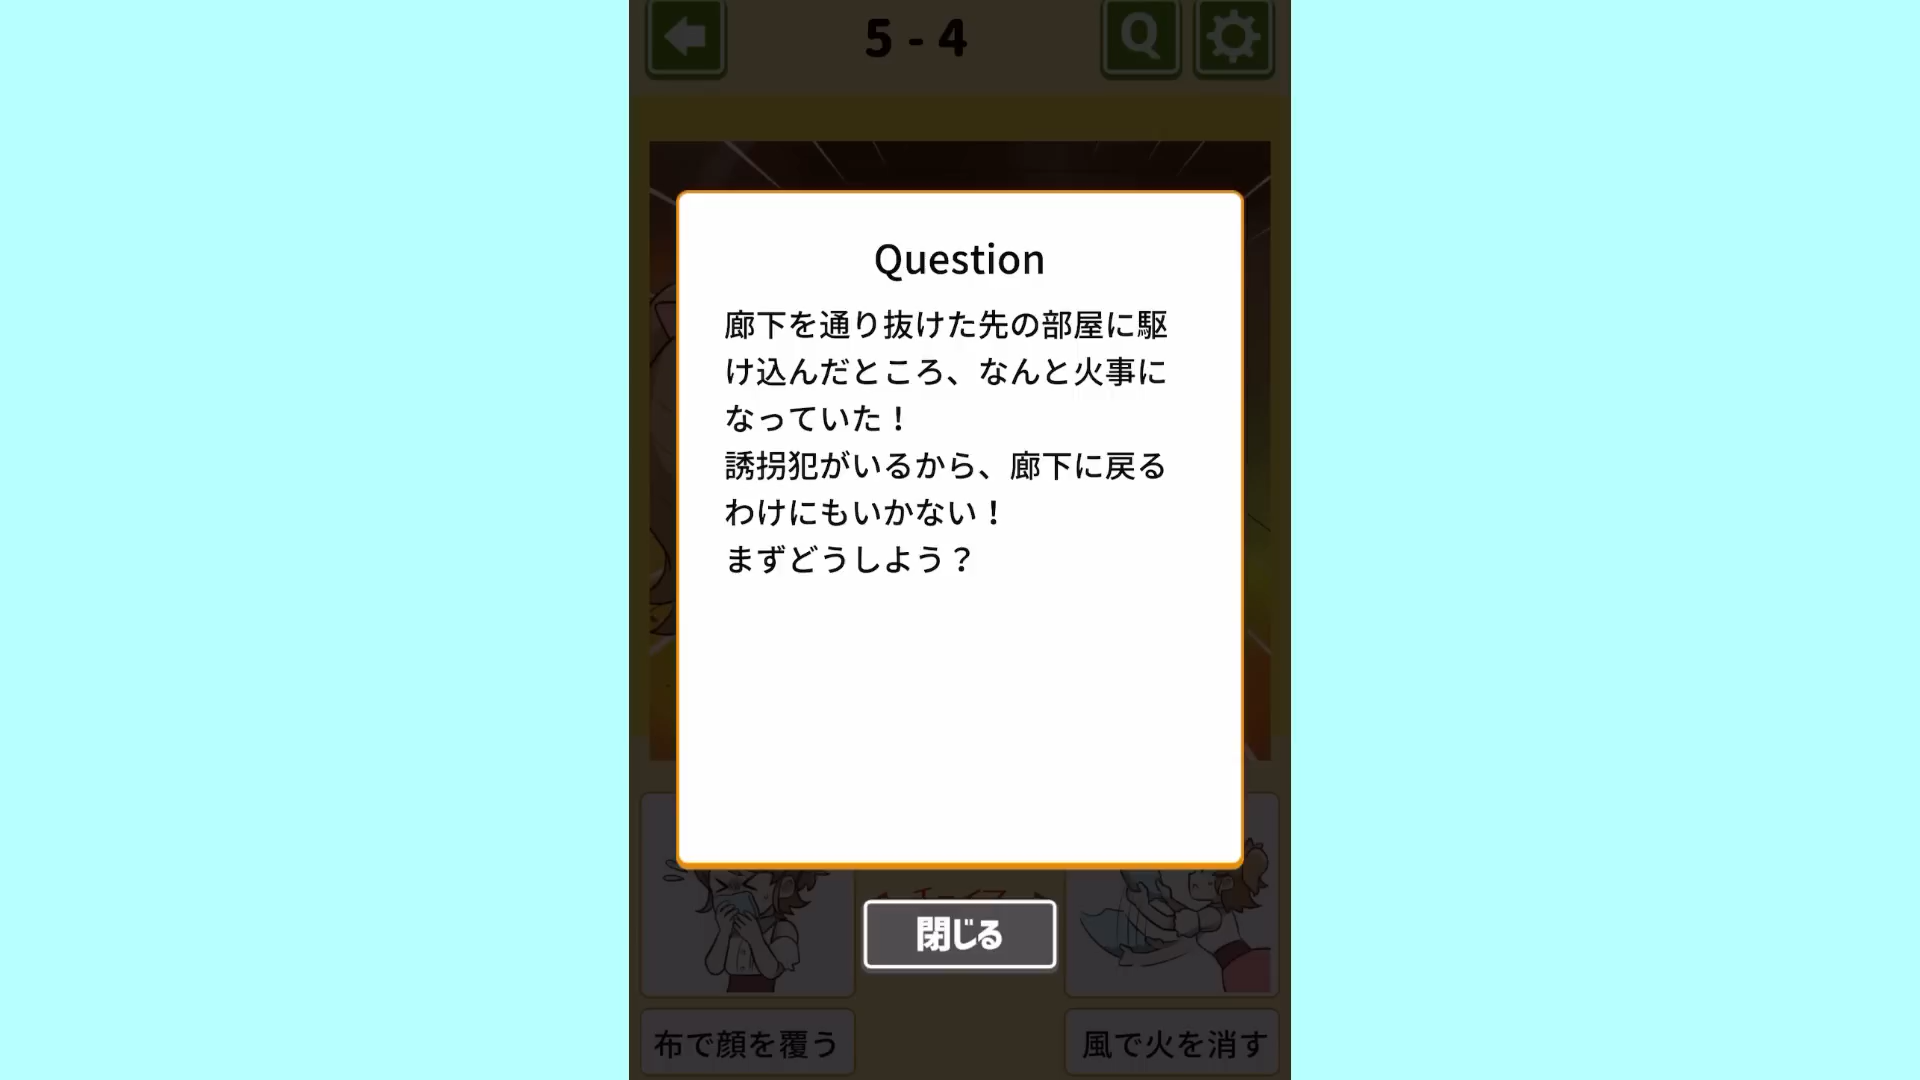 5 - 4
Q
Question
廊下を通り抜けた先の部屋に駆
け込んだところ、なんと火事に
なっていた！
誘拐犯がいるから、廊下に戻る
わけにもいかない！
まずどうしよう？
閉じる
布で顔を覆う
風で火を消す